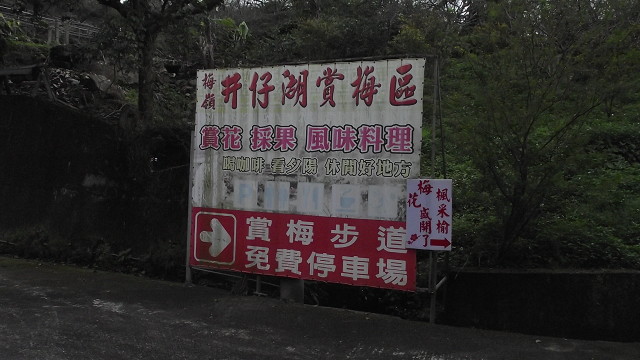 梅嶺 井仔湖賞梅區
賞花 採果 風味料理
喝咖啡 看夕陽 休閒好地方
賞梅步道
免費停車場
楓采榆
梅花盛開了